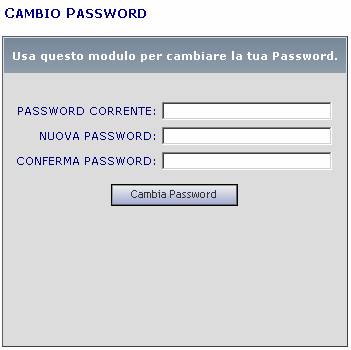 CAMBIO PASSWORD
Usa questo modulo per cambiare la tua Password.
PASSWORD CORRENTE:
NUOVA PASSWORD:
CONFERMA PASSWORD:
Cambia Password